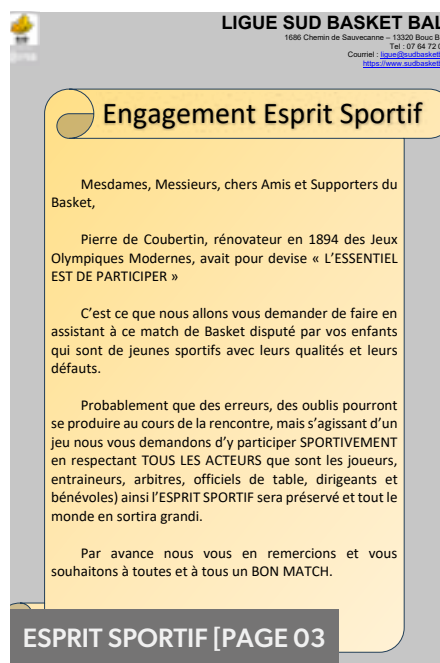 LIGUE SUD BASKET BAL
1686 Chemin de Sauvecanne – 13320 Bouc B
Tel : 07 64 72 0
Courriel : ligue@sudbasket
https://www.sudbasket
Engagement Esprit Sportif
Mesdames, Messieurs, chers Amis et Supporters du
Basket,
Pierre de Coubertin, rénovateur en 1894 des Jeux
Olympiques Modernes, avait pour devise « L’ESSENTIEL
EST DE PARTICIPER »
C’est ce que nous allons vous demander de faire en
assistant à ce match de Basket disputé par vos enfants
qui sont de jeunes sportifs avec leurs qualités et leurs
défauts.
Probablement que des erreurs, des oublis pourront
se produire au cours de la rencontre, mais s’agissant d’un
jeu nous vous demandons d’y participer SPORTIVEMENT
en respectant TOUS LES ACTEURS que sont les joueurs,
entraineurs, arbitres, officiels de table, dirigeants et
bénévoles) ainsi l’ESPRIT SPORTIF sera préservé et tout le
monde en sortira grandi.
Par avance nous vous en remercions et vous
souhaitons à toutes et à tous un BON MATCH.
ESPRIT SPORTIF [PAGE 03